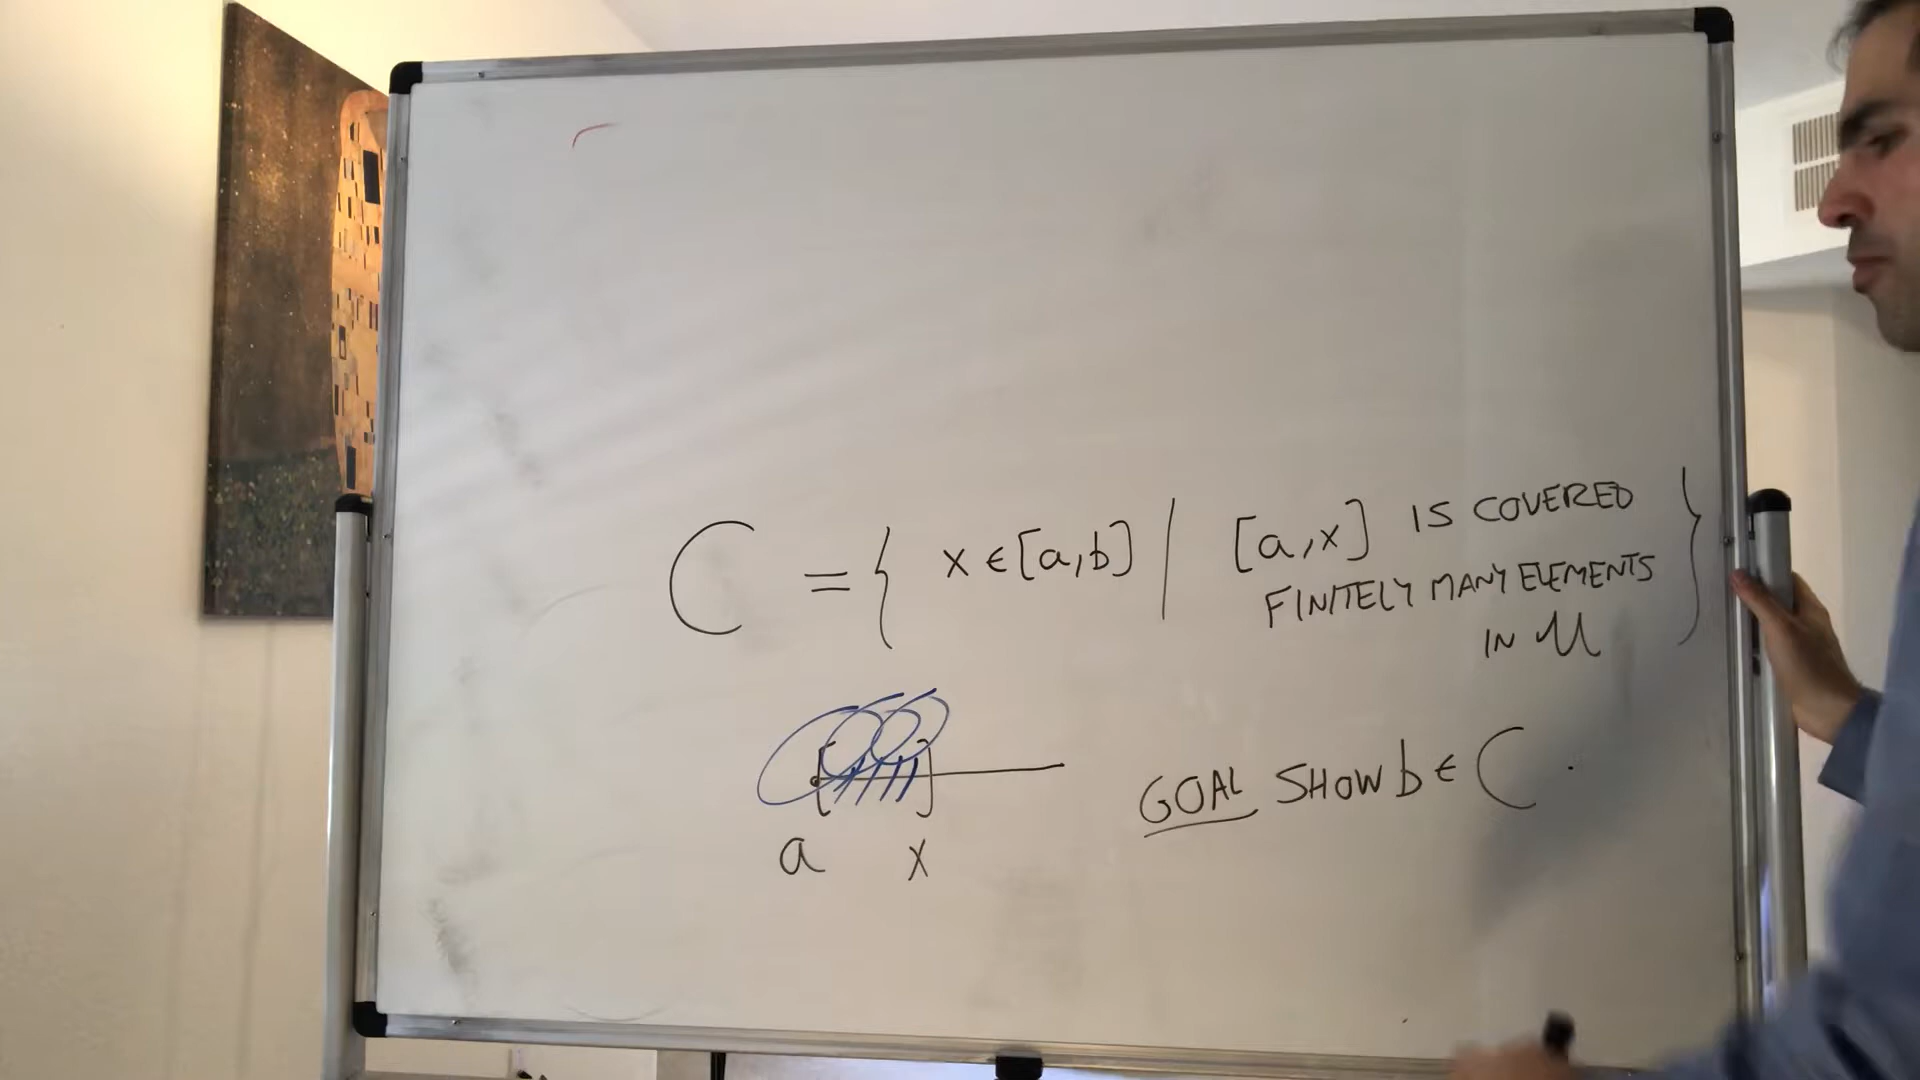 C = { x ∈ [a,b] | [a,x] IS COVERED
FINITELY MANY ELEMENTS
IN 𝒰 }
[ ]
a x
GOAL SHOW b ∈ C